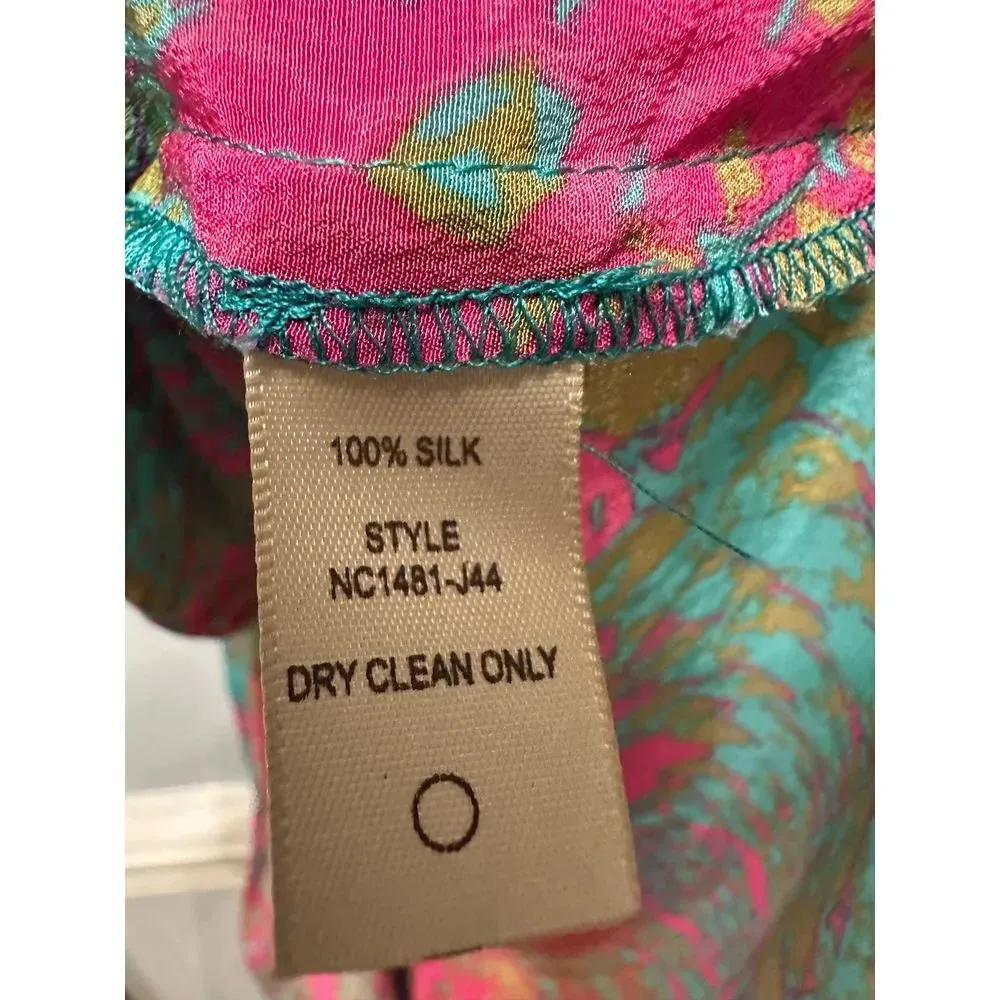 100% SILK
STYLE
NC1481-J44
DRY CLEAN ONLY